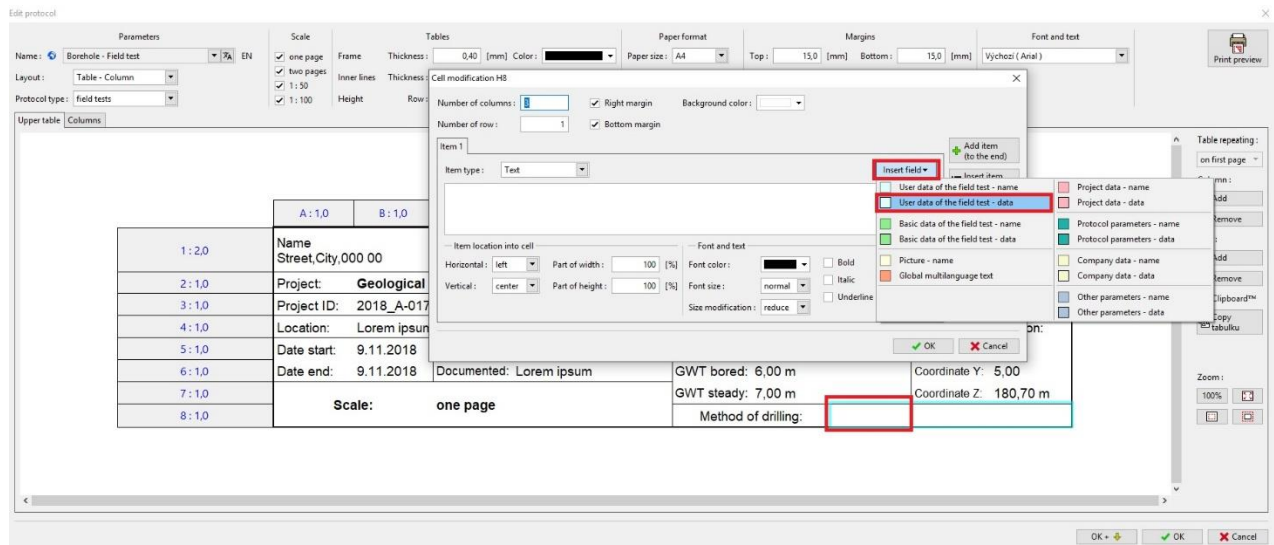 Edit protocol
Parameters Scale Tables Paper format Margins Font and text
Name: Borehole - Field test EN one page Frame Thickness: 0,40 [mm] Color: Paper size: A4 Top: 15,0 [mm] Bottom: 15,0 [mm] Výchozí ( Arial ) Print preview
Layout: Table - Column two pages Inner lines Thickness:
1 : 50
Protocol type: field tests 1 : 100 Height Row:
Upper table Columns
Cell modification H8
Number of columns: 3 Right margin Background color:
Number of row: 1 Bottom margin
Item 1
Add item
(to the end)
Item type: Text Insert field
Insert item
User data of the field test - name Project data - name
User data of the field test - data Project data - data
Basic data of the field test - name Protocol parameters - name
Basic data of the field test - data Protocol parameters - data
Picture - name Company data - name
Global multilanguage text Company data - data
Other parameters - name
Other parameters - data
Item location into cell Font and text
Horizontal: left Part of width: 100 [%] Font color: Bold
Italic
Vertical: center Part of height: 100 [%] Font size: normal Underline
Size modification: reduce
OK Cancel
Table repeating:
on first page
Add
Remove
Add
Remove
Clipboard™
Copy
tabulku
Zoom:
100%
A : 1,0 B : 1,0
1 : 2,0 Name
Street,City,000 00
2 : 1,0 Project: Geological
3 : 1,0 Project ID: 2018_A-017
4 : 1,0 Location: Lorem ipsum
5 : 1,0 Date start: 9.11.2018
6 : 1,0 Date end: 9.11.2018 Documented: Lorem ipsum GWT bored: 6,00 m Coordinate Y: 5,00
7 : 1,0 GWT steady: 7,00 m Coordinate Z: 180,70 m
Scale: one page
8 : 1,0 Method of drilling:
OK + OK Cancel